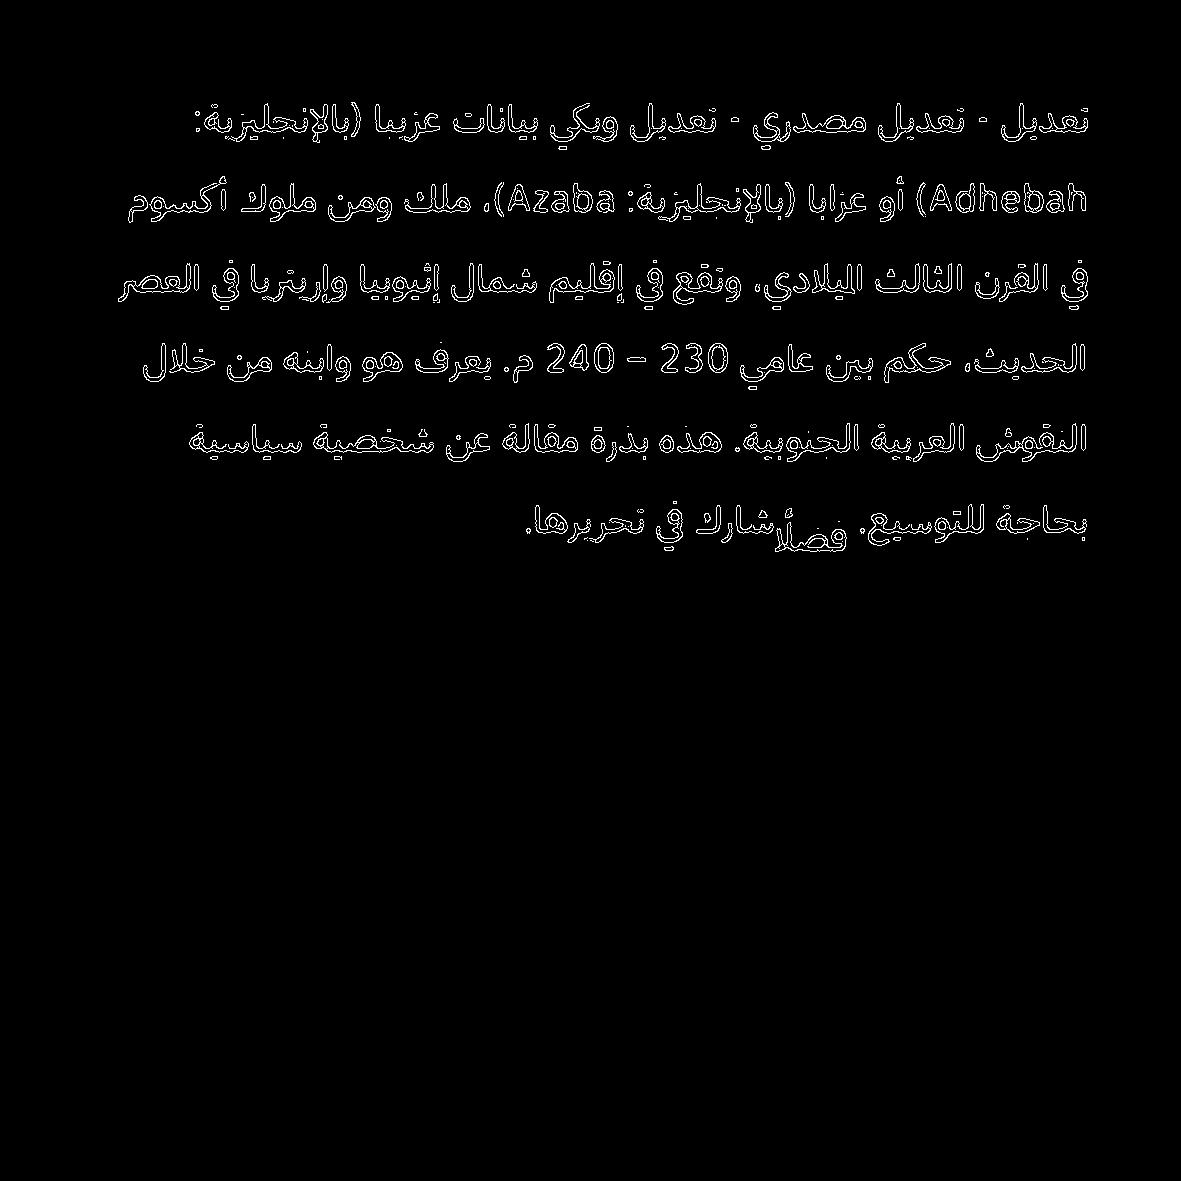 تعديل - تعديل مصدري - تعديل ويكي بيانات عزيبا (بالإنجليزية:
Adhebah) أو عزابا (بالإنجليزية: Azaba)، ملك ومن ملوك أكسوم
في القرن الثالث الميلادي، وتقع في إقليم شمال إثيوبيا وإريتريا في العصر
الحديث، حكم بين عامي 230 – 240 م. يعرف هو وابنه من خلال
النقوش العربية الجنوبية. هذه بذرة مقالة عن شخصية سياسية
بحاجة للتوسيع. فضلاً شارك في تحريرها.